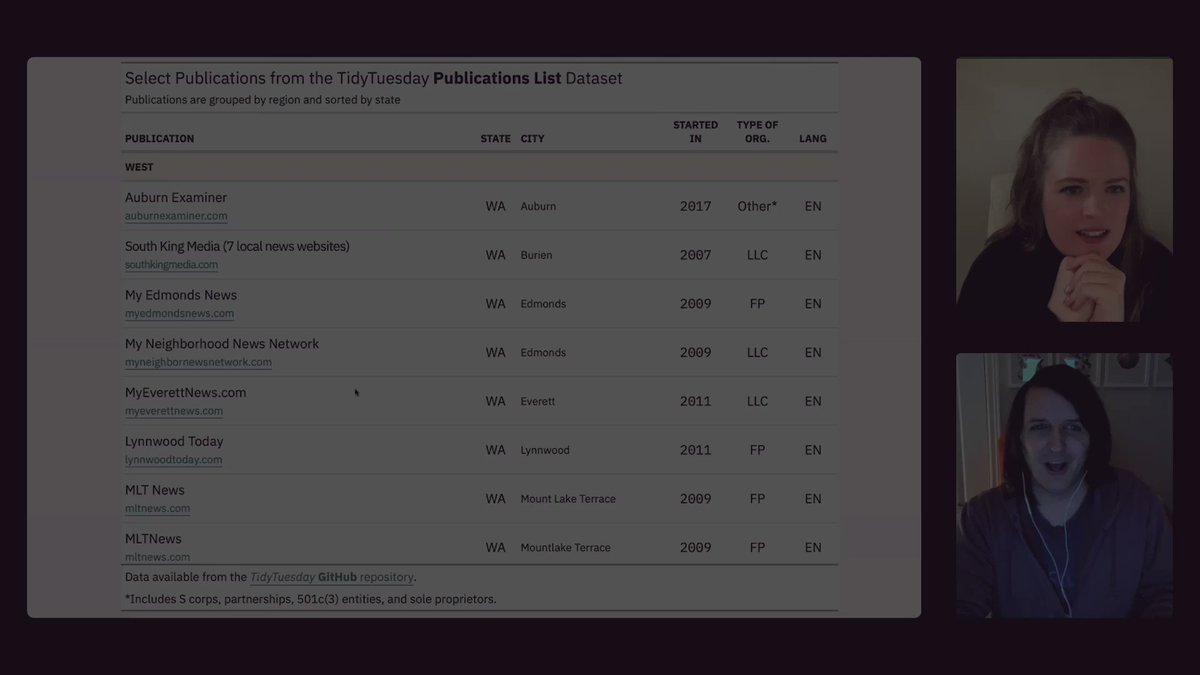 Select Publications from the TidyTuesday Publications List Dataset
Publications are grouped by region and sorted by state
PUBLICATION STATE CITY STARTED IN TYPE OF ORG. LANG
WEST
Auburn Examiner
auburnexaminer.com
WA Auburn 2017 Other* EN
South King Media (7 local news websites)
southkingmedia.com
WA Burien 2007 LLC EN
My Edmonds News
myedmondsnews.com
WA Edmonds 2009 FP EN
My Neighborhood News Network
myneighbornewsnetwork.com
WA Edmonds 2009 LLC EN
MyEverettNews.com
myeverettnews.com
WA Everett 2011 LLC EN
Lynnwood Today
lynnwoodtoday.com
WA Lynnwood 2011 FP EN
MLT News
mltnews.com
WA Mount Lake Terrace 2009 FP EN
MLTNews
mltnews.com
WA Mountlake Terrace 2009 FP EN
Data available from the TidyTuesday GitHub repository.
*Includes S corps, partnerships, 501c(3) entities, and sole proprietors.